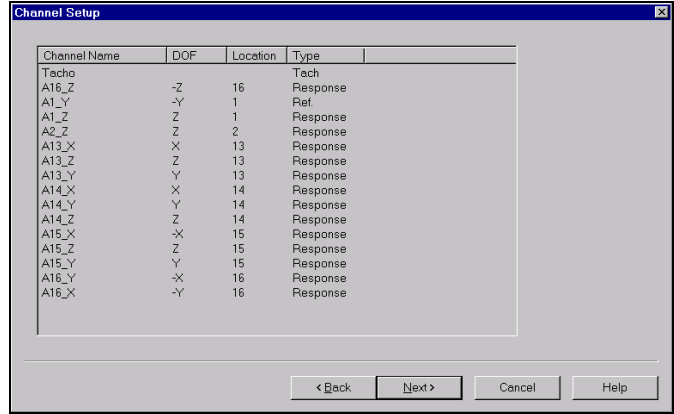 Channel Setup
Channel Name DOF Location Type
Tacho Tach
A16_Z -Z 16 Response
A1_Y -Y 1 Ref.
A1_Z Z 1 Response
A2_Z Z 2 Response
A13_X X 13 Response
A13_Z Z 13 Response
A13_Y Y 13 Response
A14_X X 14 Response
A14_Y Y 14 Response
A14_Z Z 14 Response
A15_X -X 15 Response
A15_Z Z 15 Response
A15_Y Y 15 Response
A16_Y -X 16 Response
A16_X -Y 16 Response
< Back Next > Cancel Help